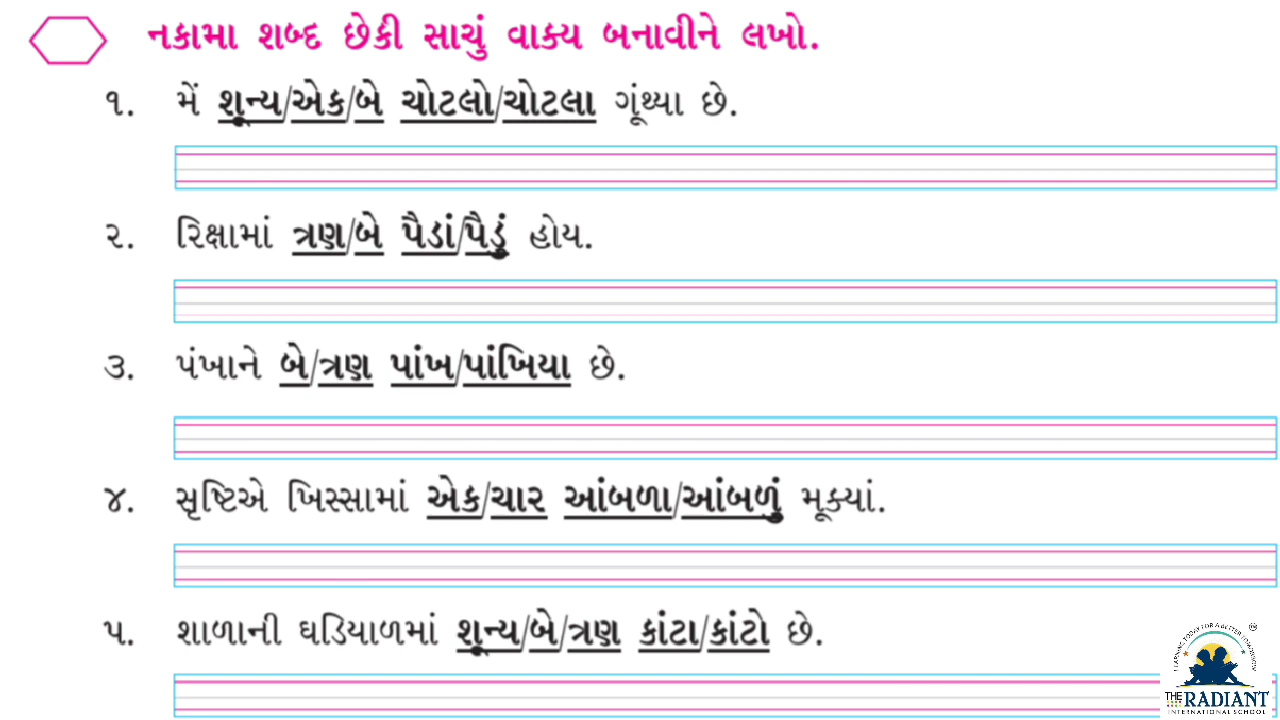 નકામા શબ્દ છેકી સાચું વાક્ય બનાવીને લખો.
૧. મેં શૂન્ય/એક/બે ચોટલો/ચોટલા ગૂંથ્યા છે.
૨. રિક્ષામાં ત્રણ/બે પૈડાં/પૈડું હોય.
૩. પંખાને બે/ત્રણ પાંખ/પાંખિયા છે.
૪. સૃષ્ટિએ ખિસ્સામાં એક/ચાર આંબળા/આંબળું મૂક્યાં.
૫. શાળાની ઘડિયાળમાં શૂન્ય/બે/ત્રણ કાંટા/કાંટો છે.
®
THE RADIANT
INTERNATIONAL SCHOOL